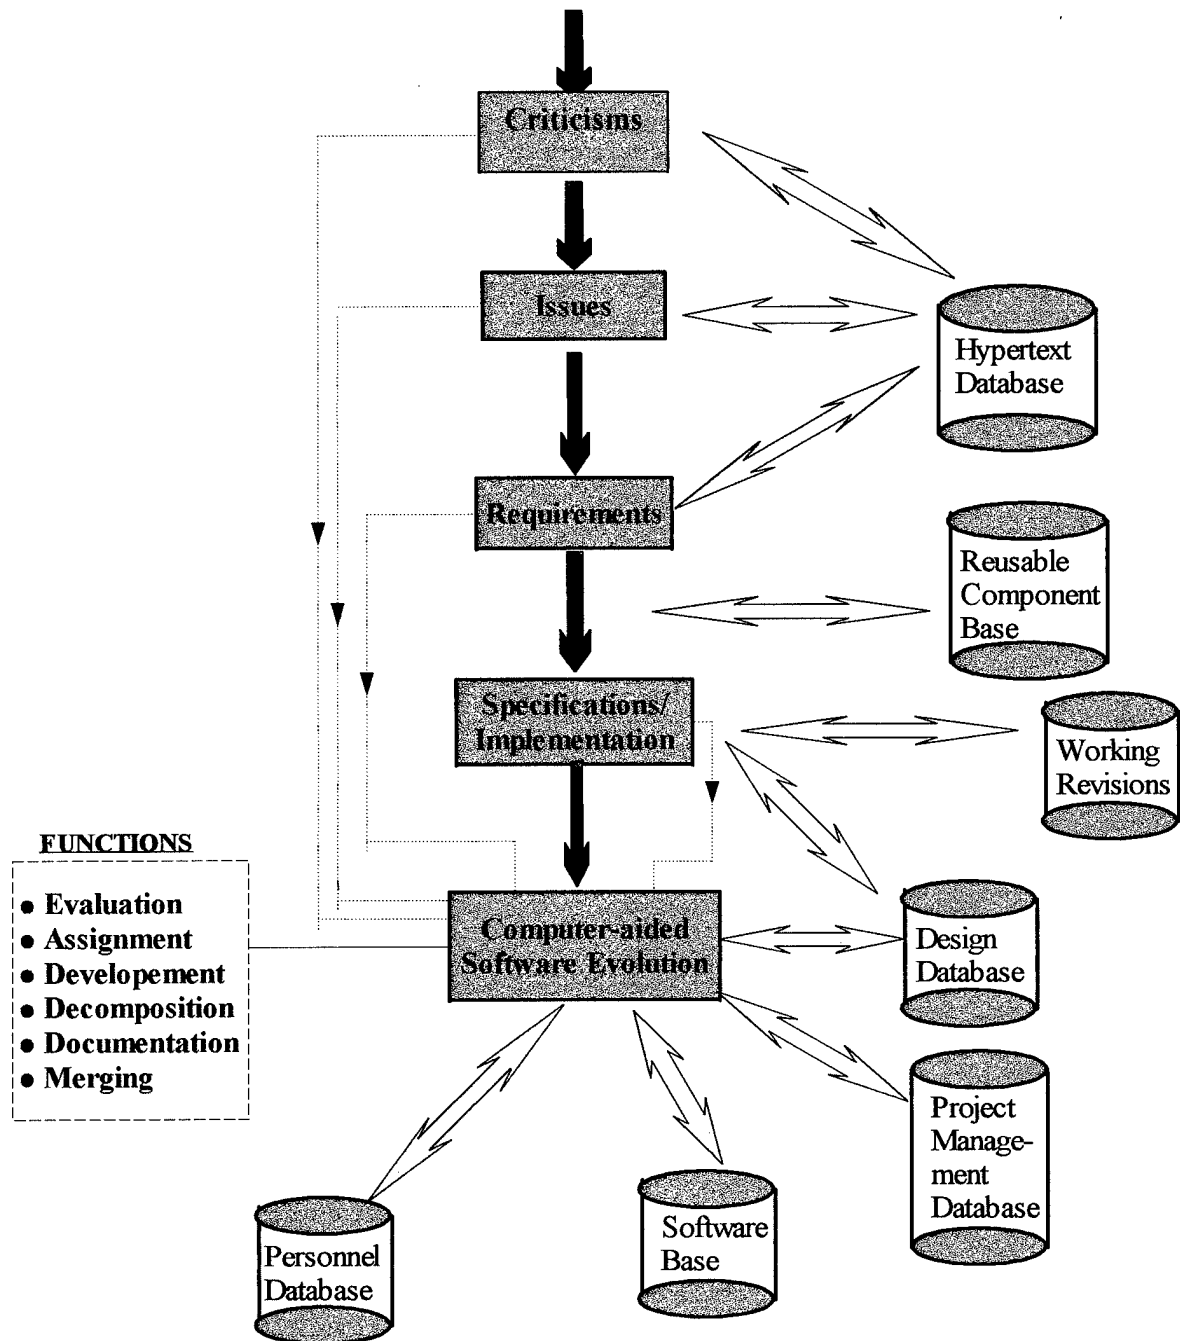 Criticisms
Issues
Hypertext
Database
Requirements
Reusable
Component
Base
Specifications/
Implementation
Working
Revisions
FUNCTIONS
● Evaluation
● Assignment
● Developement
● Decomposition
● Documentation
● Merging
Computer-aided
Software Evolution
Design
Database
Project
Manage-
ment
Database
Software
Base
Personnel
Database